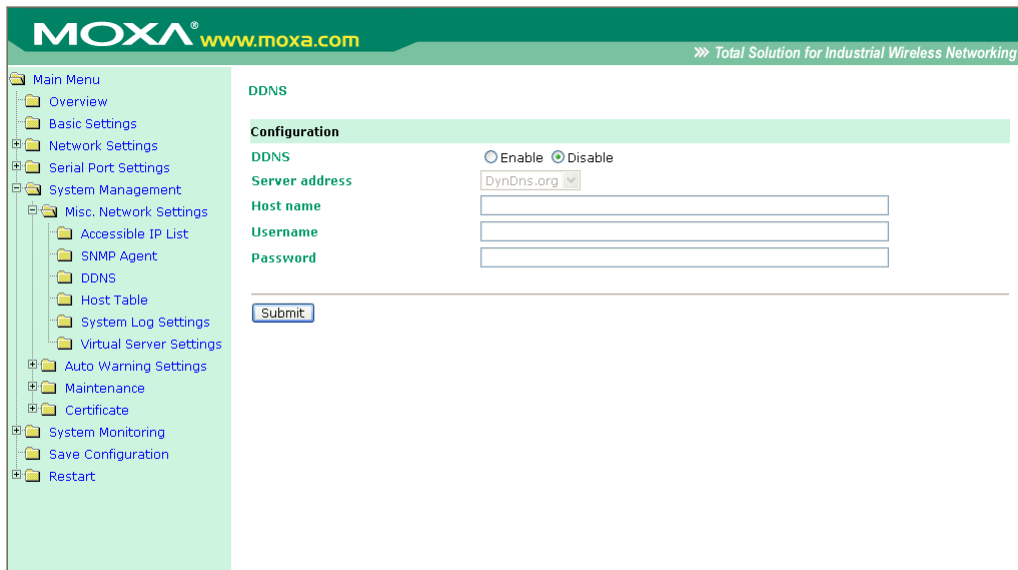 MOXA® www.moxa.com
>>> Total Solution for Industrial Wireless Networking
Main Menu
Overview
Basic Settings
Network Settings
Serial Port Settings
System Management
Misc. Network Settings
Accessible IP List
SNMP Agent
DDNS
Host Table
System Log Settings
Virtual Server Settings
Auto Warning Settings
Maintenance
Certificate
System Monitoring
Save Configuration
Restart
DDNS
Configuration
DDNS Enable Disable
Server address DynDns.org
Host name
Username
Password
Submit